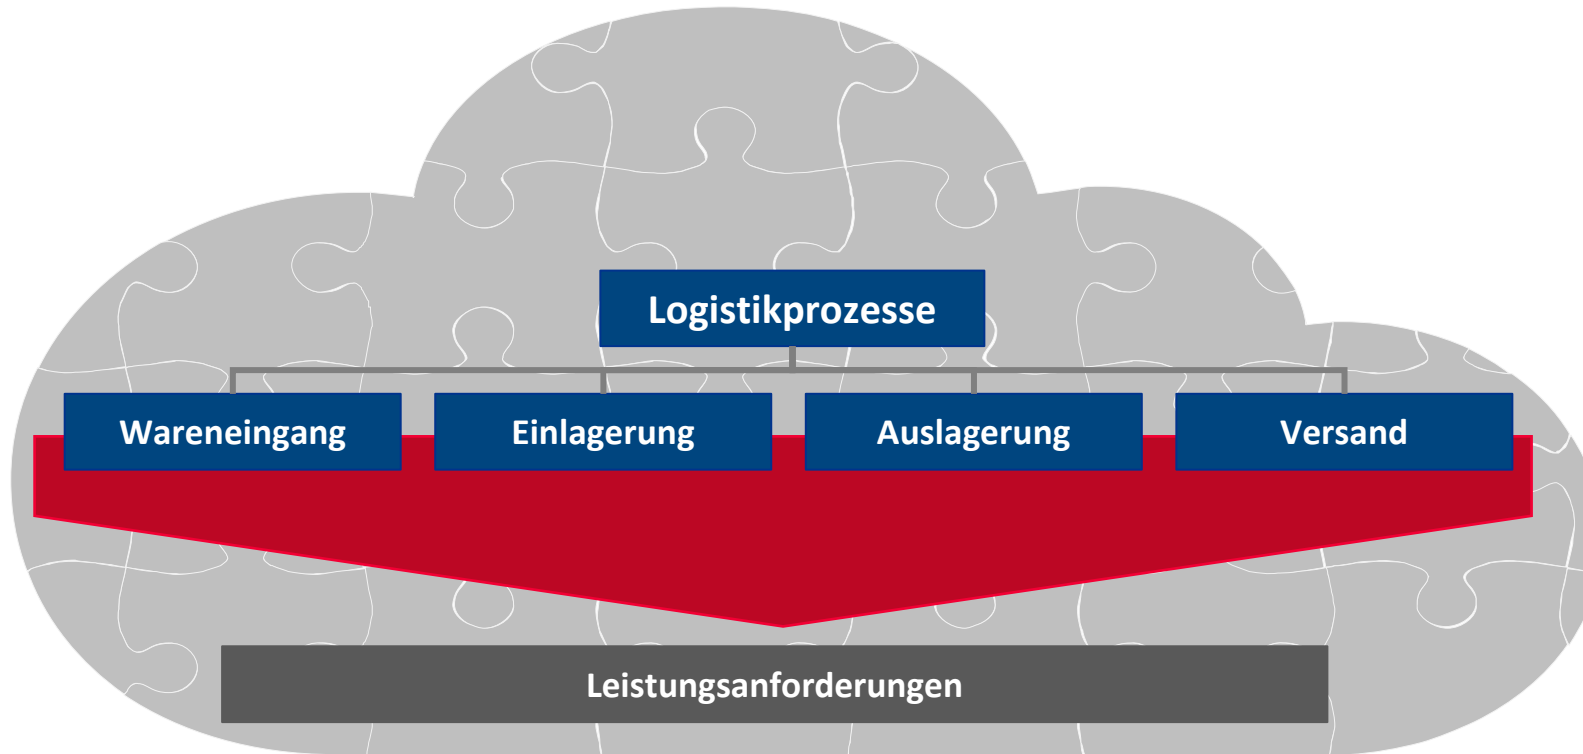 Logistikprozesse
Wareneingang
Einlagerung
Auslagerung
Versand
Leistungsanforderungen